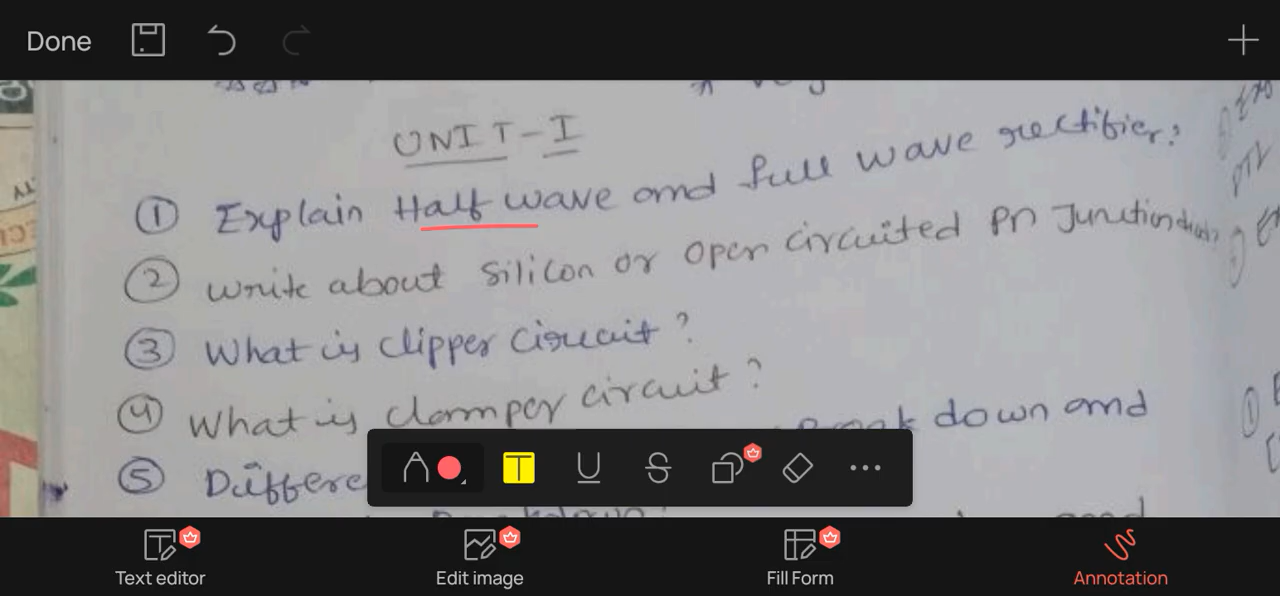 Done
UNIT-I
① Explain Half wave and full wave rectifier?
② write about silicon or open circuited Pn Junction
③ What is clipper circuit?
④ What is clamper circuit?
⑤ Differe Break down and
Text editor
Edit image
Fill Form
Annotation